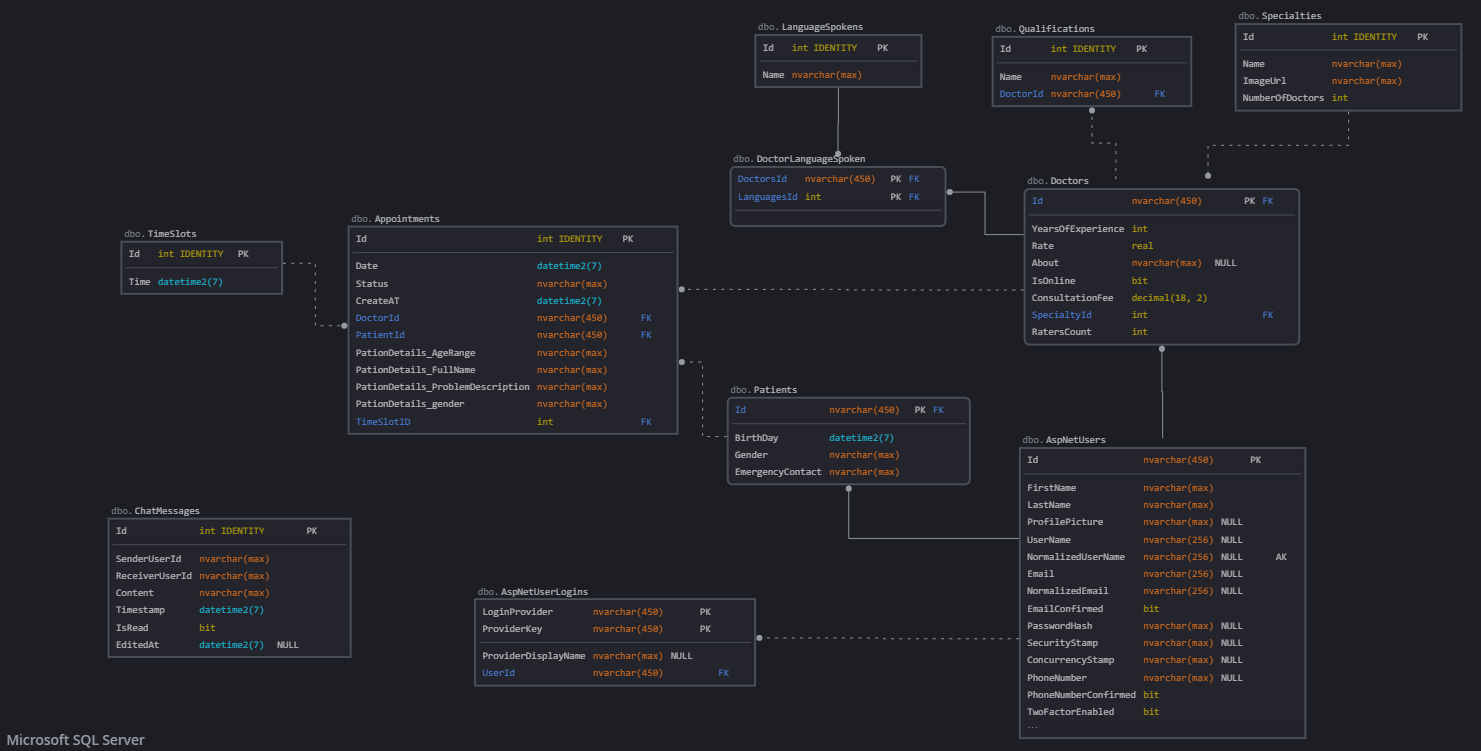 dbo.LanguageSpokens
Id int IDENTITY PK
Name nvarchar(max)
dbo.Qualifications
Id int IDENTITY PK
Name nvarchar(max)
DoctorId nvarchar(450) FK
dbo.Specialties
Id int IDENTITY PK
Name nvarchar(max)
ImageUrl nvarchar(max)
NumberOfDoctors int
dbo.DoctorLanguageSpoken
DoctorsId nvarchar(450) PK FK
LanguagesId int PK FK
dbo.Doctors
Id nvarchar(450) PK FK
YearsOfExperience int
Rate real
About nvarchar(max) NULL
IsOnline bit
ConsultationFee decimal(18, 2)
SpecialtyId int FK
RatersCount int
dbo.TimeSlots
Id int IDENTITY PK
Time datetime2(7)
dbo.Appointments
Id int IDENTITY PK
Date datetime2(7)
Status nvarchar(max)
CreateAT datetime2(7)
DoctorId nvarchar(450) FK
PatientId nvarchar(450) FK
PationDetails_AgeRange nvarchar(max)
PationDetails_FullName nvarchar(max)
PationDetails_ProblemDescription nvarchar(max)
PationDetails_gender nvarchar(max)
TimeSlotID int FK
dbo.Patients
Id nvarchar(450) PK FK
BirthDay datetime2(7)
Gender nvarchar(max)
EmergencyContact nvarchar(max)
dbo.AspNetUsers
Id nvarchar(450) PK
FirstName nvarchar(max)
LastName nvarchar(max)
ProfilePicture nvarchar(max) NULL
UserName nvarchar(256) NULL
NormalizedUserName nvarchar(256) NULL AK
Email nvarchar(256) NULL
NormalizedEmail nvarchar(256) NULL
EmailConfirmed bit
PasswordHash nvarchar(max) NULL
SecurityStamp nvarchar(max) NULL
ConcurrencyStamp nvarchar(max) NULL
PhoneNumber nvarchar(max) NULL
PhoneNumberConfirmed bit
TwoFactorEnabled bit
...
dbo.ChatMessages
Id int IDENTITY PK
SenderUserId nvarchar(max)
ReceiverUserId nvarchar(max)
Content nvarchar(max)
Timestamp datetime2(7)
IsRead bit
EditedAt datetime2(7) NULL
dbo.AspNetUserLogins
LoginProvider nvarchar(450) PK
ProviderKey nvarchar(450) PK
ProviderDisplayName nvarchar(max) NULL
UserId nvarchar(450) FK
Microsoft SQL Server